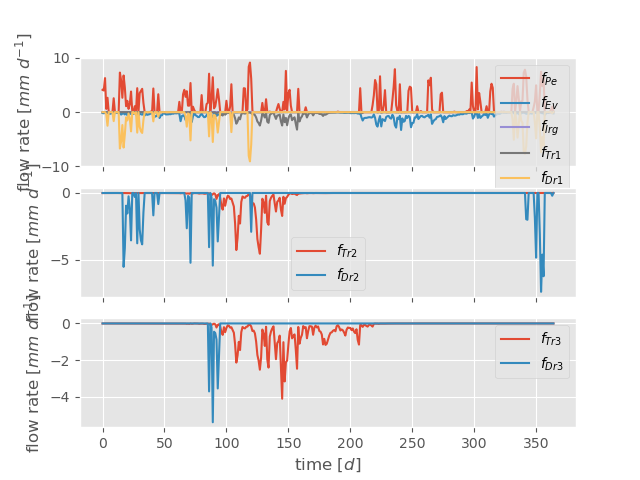 flow rate [mm d⁻¹]
10
0
−10
f_Pe
f_Ev
f_Irg
f_Tr1
f_Dr1
flow rate [mm d⁻¹]
0
−5
f_Tr2
f_Dr2
flow rate [mm d⁻¹]
0
−2
−4
f_Tr3
f_Dr3
0 50 100 150 200 250 300 350
time [d]